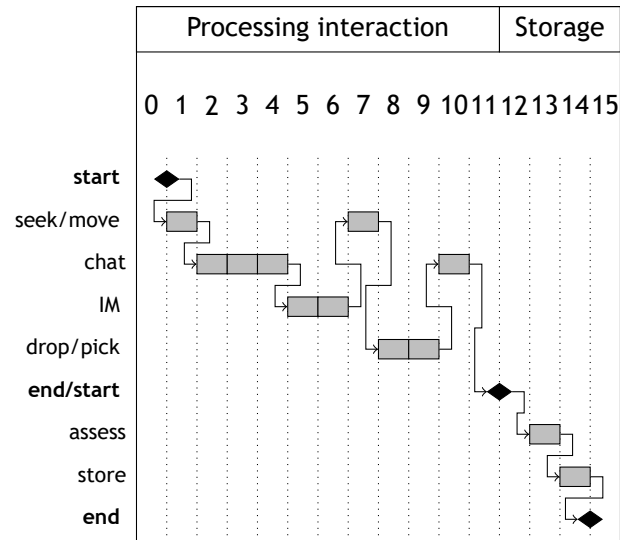 Processing interaction Storage
0 1 2 3 4 5 6 7 8 9 10 11 12 13 14 15
start
seek/move
chat
IM
drop/pick
end/start
assess
store
end